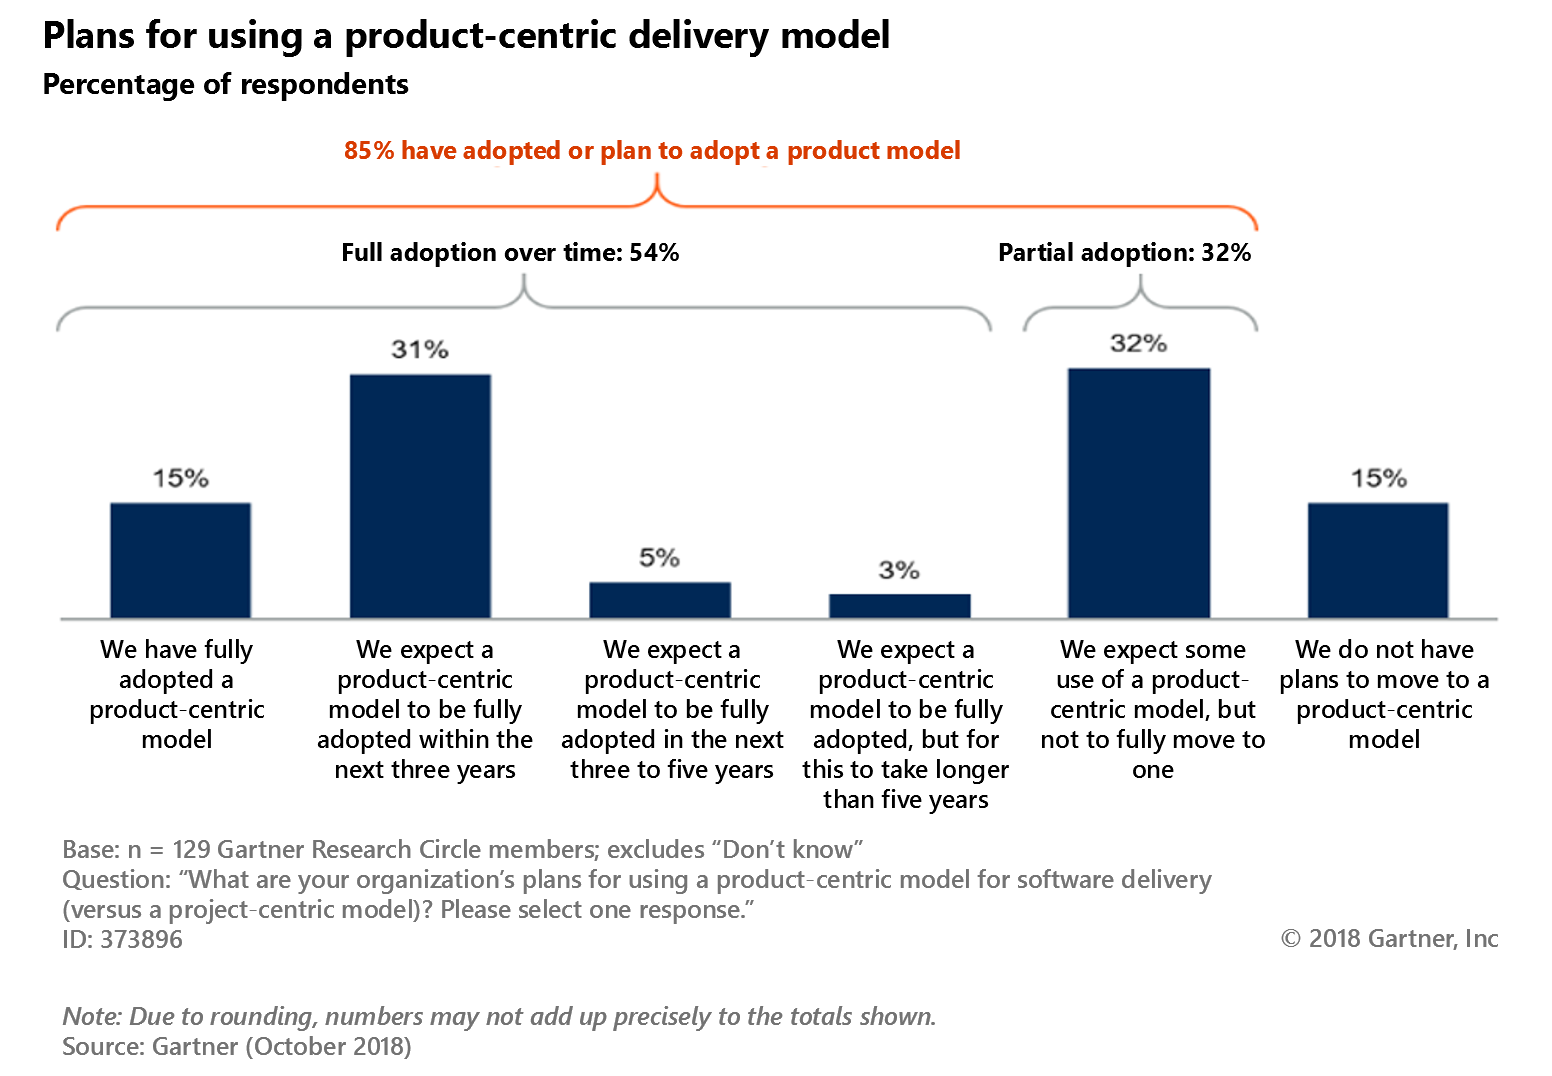 Plans for using a product-centric delivery model
Percentage of respondents
85% have adopted or plan to adopt a product model
Full adoption over time: 54%
Partial adoption: 32%
15%
31%
5%
3%
32%
15%
We have fully
adopted a
product-centric
model
We expect a
product-centric
model to be fully
adopted within the
next three years
We expect a
product-centric
model to be fully
adopted in the next
three to five years
We expect a
product-centric
model to be fully
adopted, but for
this to take longer
than five years
We expect some
use of a product-
centric model, but
not to fully move to
one
We do not have
plans to move to a
product-centric
model
Base: n = 129 Gartner Research Circle members; excludes “Don’t know”
Question: “What are your organization’s plans for using a product-centric model for software delivery
(versus a project-centric model)? Please select one response.”
ID: 373896
© 2018 Gartner, Inc
Note: Due to rounding, numbers may not add up precisely to the totals shown.
Source: Gartner (October 2018)